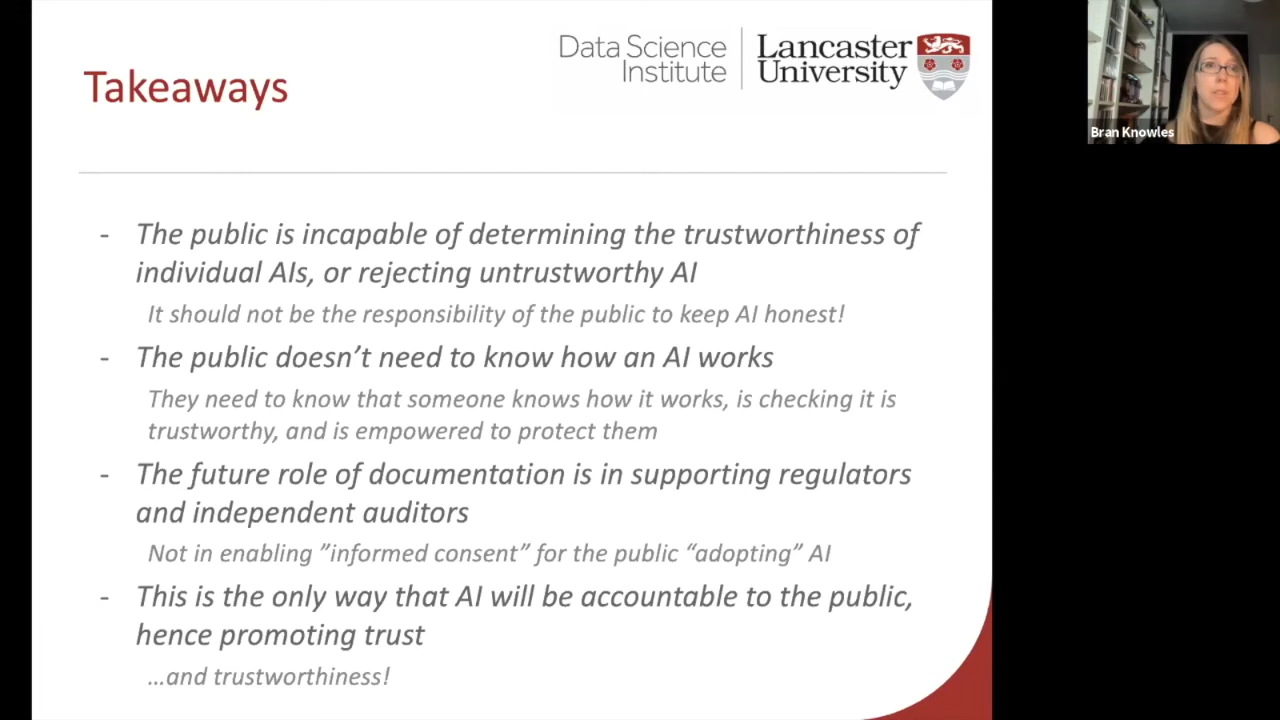 Takeaways
Data Science
Institute
Lancaster
University
Bran Knowles
- The public is incapable of determining the trustworthiness of
individual AIs, or rejecting untrustworthy AI
It should not be the responsibility of the public to keep AI honest!
- The public doesn’t need to know how an AI works
They need to know that someone knows how it works, is checking it is
trustworthy, and is empowered to protect them
- The future role of documentation is in supporting regulators
and independent auditors
Not in enabling ”informed consent” for the public “adopting” AI
- This is the only way that AI will be accountable to the public,
hence promoting trust
…and trustworthiness!